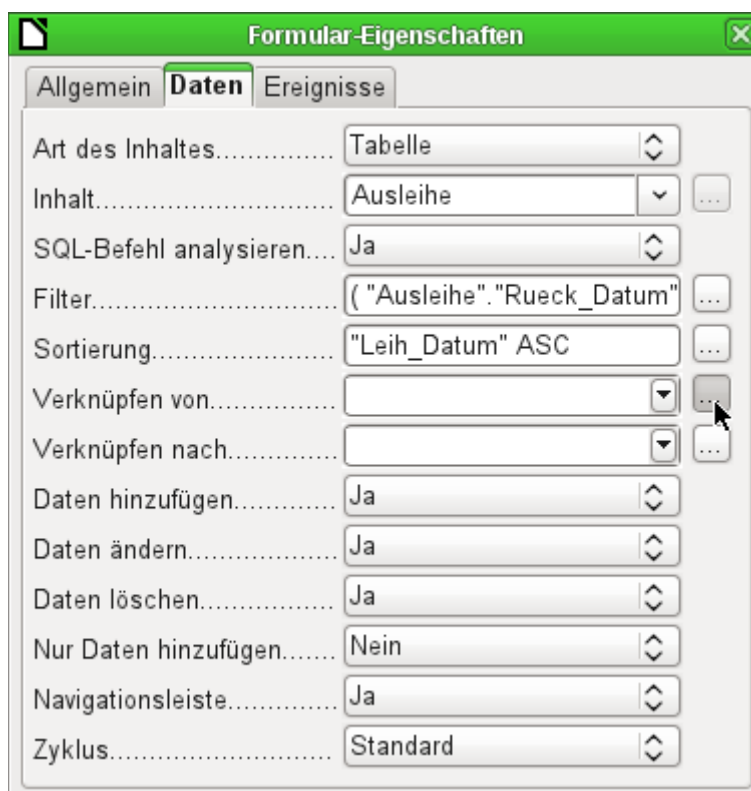 Formular-Eigenschaften
Allgemein Daten Ereignisse
Art des Inhaltes............... Tabelle
Inhalt.............................. Ausleihe ...
SQL-Befehl analysieren.... Ja
Filter................................ ( "Ausleihe"."Rueck_Datum" ...
Sortierung....................... "Leih_Datum" ASC ...
Verknüpfen von................ ...
Verknüpfen nach.............. ...
Daten hinzufügen............. Ja
Daten ändern................... Ja
Daten löschen.................. Ja
Nur Daten hinzufügen....... Nein
Navigationsleiste.............. Ja
Zyklus............................. Standard